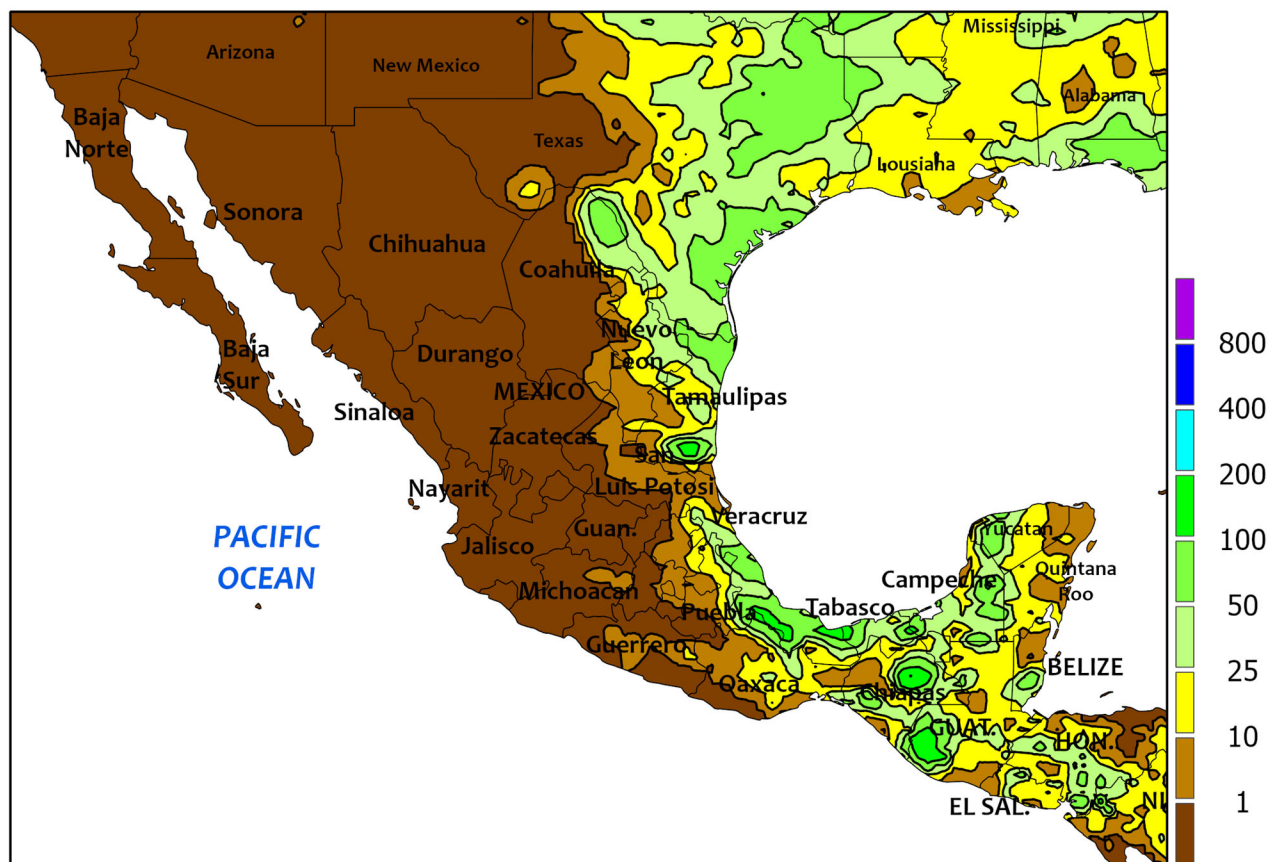 Mississippi
Arizona
New Mexico
Alabama
Baja
Norte
Texas
Lousiana
Sonora
Chihuahua
Coahuila
Nuevo
Leon
800
Baja
Sur
Durango
MEXICO
Tamaulipas
400
Sinaloa
Zacatecas
San
Luis Potosi
200
Nayarit
Veracruz
Guan.
Yucatan
100
PACIFIC
OCEAN
Jalisco
Quintana
Roo
Michoacan
Campeche
Puebla
Tabasco
50
Guerrero
BELIZE
25
Oaxaca
Chiapas
GUAT.
HON.
10
EL SAL.
NI
1